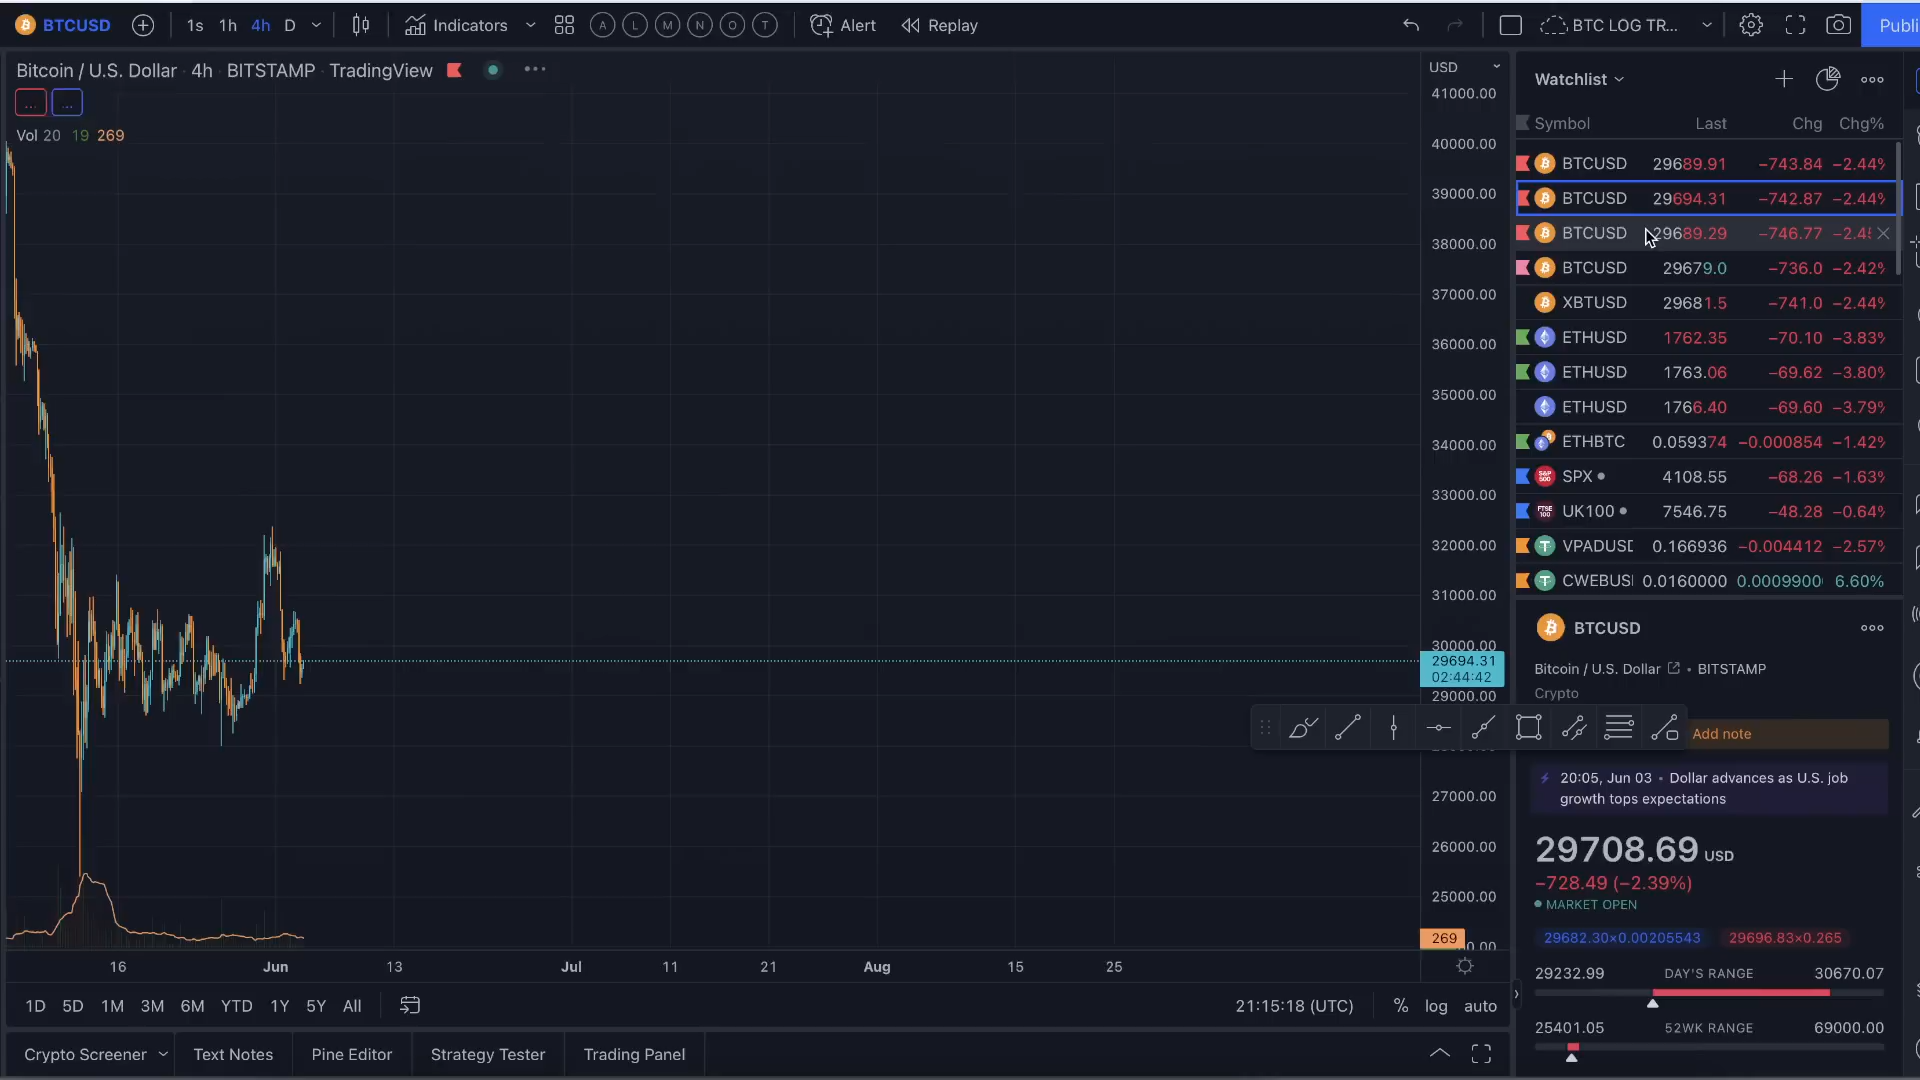 BTCUSD 1s 1h 4h D Indicators A L M N O T Alert Replay BTC LOG TR... Publi
Bitcoin / U.S. Dollar · 4h · BITSTAMP · TradingView
... ...
Vol 20 19 269
USD
41000.00
40000.00
39000.00
38000.00
37000.00
36000.00
35000.00
34000.00
33000.00
32000.00
31000.00
30000.00
29694.31
02:44:42
29000.00
27000.00
26000.00
25000.00
269
16 Jun 13 Jul 11 21 Aug 15 25
1D 5D 1M 3M 6M YTD 1Y 5Y All 21:15:18 (UTC) % log auto
Crypto Screener Text Notes Pine Editor Strategy Tester Trading Panel
Watchlist
Symbol Last Chg Chg%
BTCUSD 29689.91 −743.84 −2.44%
BTCUSD 29694.31 −742.87 −2.44%
BTCUSD 29689.29 −746.77
BTCUSD 29679.0 −736.0 −2.42%
XBTUSD 29681.5 −741.0 −2.44%
ETHUSD 1762.35 −70.10 −3.83%
ETHUSD 1763.06 −69.62 −3.80%
ETHUSD 1766.40 −69.60 −3.79%
ETHBTC 0.059374 −0.000854 −1.42%
SPX 4108.55 −68.26 −1.63%
UK100 7546.75 −48.28 −0.64%
VPADUSD 0.166936 −0.004412 −2.57%
CWEBUS 0.0160000 0.00099000 6.60%
BTCUSD
Bitcoin / U.S. Dollar • BITSTAMP
Crypto
Add note
20:05, Jun 03 • Dollar advances as U.S. job
growth tops expectations
29708.69 USD
−728.49 (−2.39%)
MARKET OPEN
29682.30×0.00205543 29696.83×0.265
29232.99 DAY'S RANGE 30670.07
25401.05 52WK RANGE 69000.00